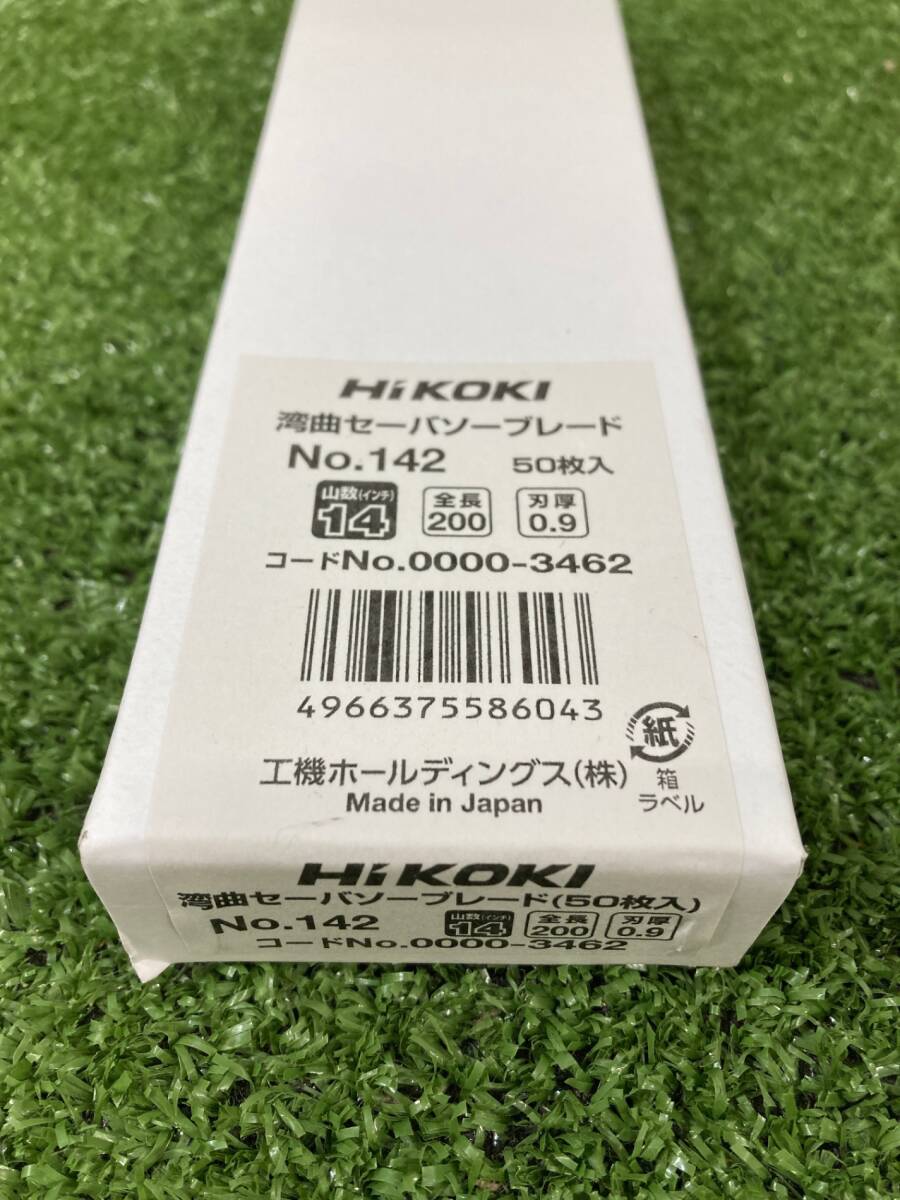 HiKOKI
湾曲セーバソーブレード
No.142 50枚入
山数(インチ) 14 全長 200 刃厚 0.9
コードNo.0000-3462
4966375586043
紙
箱
ラベル
工機ホールディングス(株)
Made in Japan
HiKOKI
湾曲セーバソーブレード(50枚入)
No.142 山数(インチ) 14 全長 200 刃厚 0.9
コードNo.0000-3462